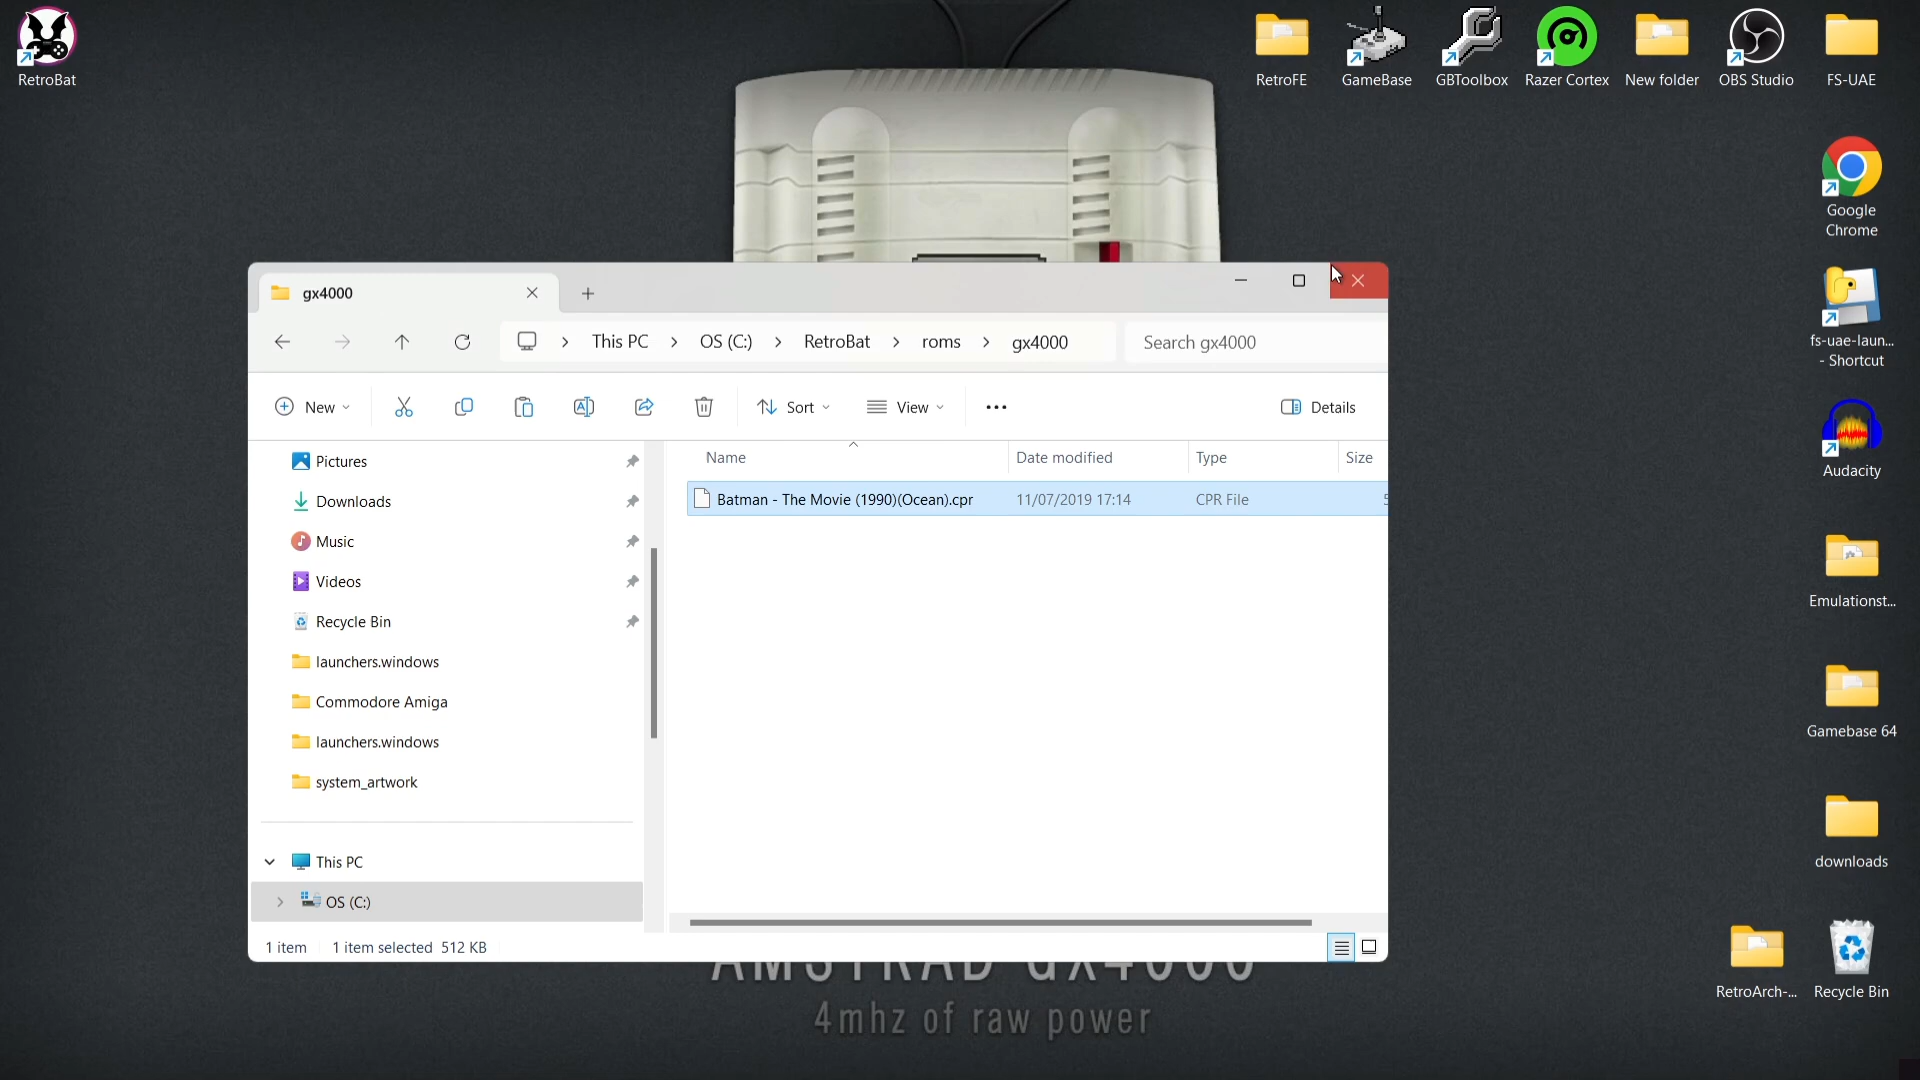 RetroBat
RetroFE
GameBase
GBToolbox
Razer Cortex
New folder
OBS Studio
FS-UAE
Google
Chrome
fs-uae-laun...
- Shortcut
Audacity
Emulationst...
Gamebase 64
downloads
RetroArch-...
Recycle Bin
gx4000
This PC > OS (C:) > RetroBat > roms > gx4000
Search gx4000
New
Sort
View
Details
Pictures
Downloads
Music
Videos
Recycle Bin
launchers.windows
Commodore Amiga
launchers.windows
system_artwork
This PC
OS (C:)
Name Date modified Type Size
Batman - The Movie (1990)(Ocean).cpr 11/07/2019 17:14 CPR File 5
1 item 1 item selected 512 KB
AMSTRAD GX4000
4mhz of raw power